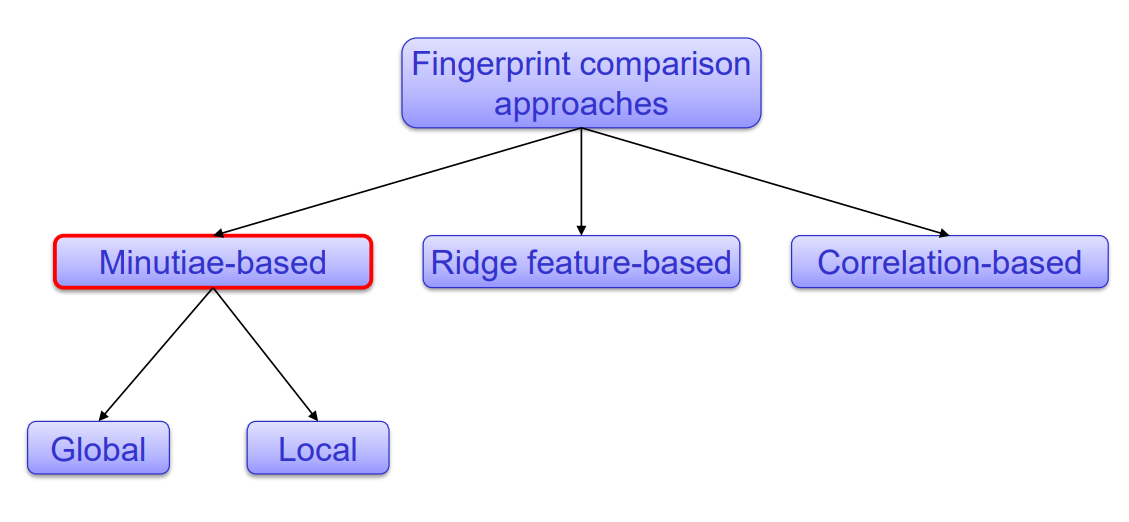 Fingerprint comparison
approaches
Minutiae-based
Ridge feature-based
Correlation-based
Global
Local